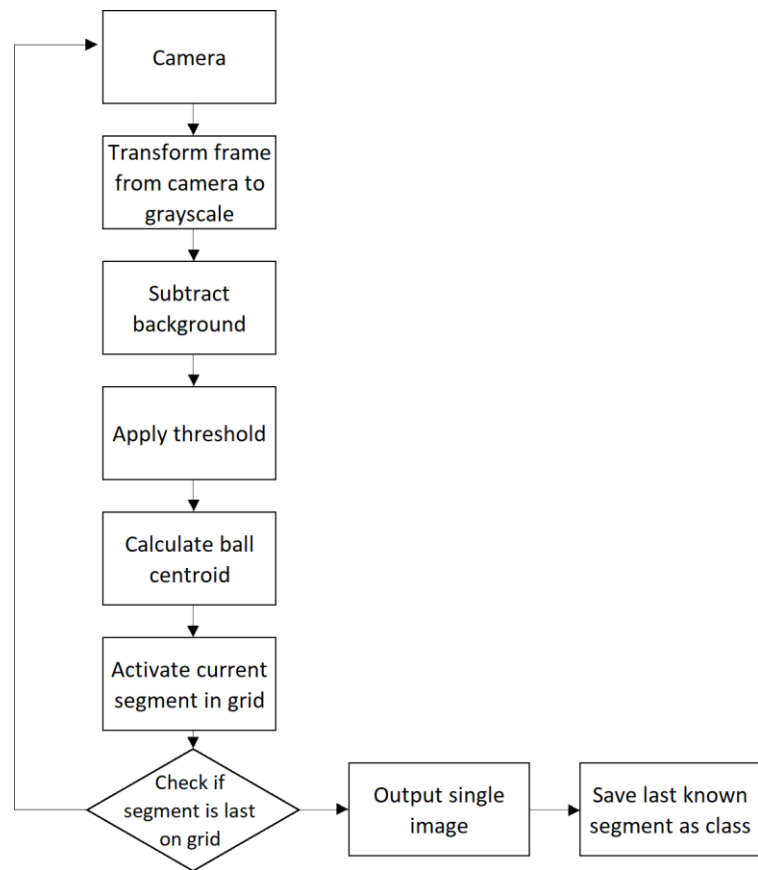 Camera
Transform frame
from camera to
grayscale
Subtract
background
Apply threshold
Calculate ball
centroid
Activate current
segment in grid
Check if
segment is last
on grid
Output single
image
Save last known
segment as class